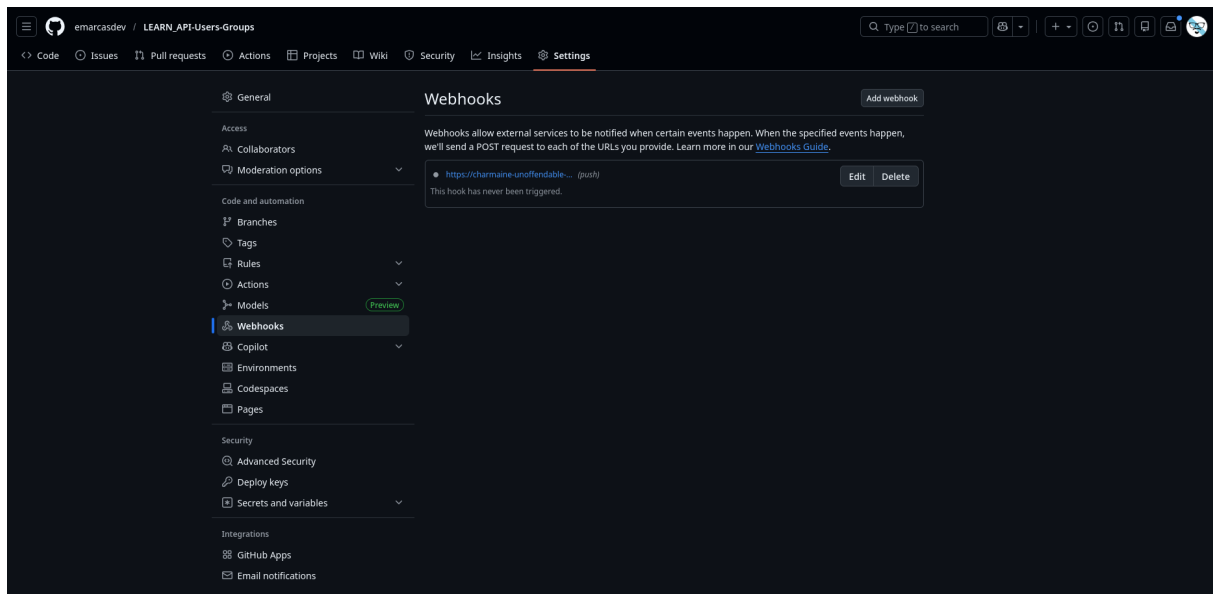 emarcasdev / LEARN_API-Users-Groups
Type / to search
Code Issues Pull requests Actions Projects Wiki Security Insights Settings
General
Access
Collaborators
Moderation options
Code and automation
Branches
Tags
Rules
Actions
Models Preview
Webhooks
Copilot
Environments
Codespaces
Pages
Security
Advanced Security
Deploy keys
Secrets and variables
Integrations
GitHub Apps
Email notifications
Webhooks
Add webhook
Webhooks allow external services to be notified when certain events happen. When the specified events happen,
we'll send a POST request to each of the URLs you provide. Learn more in our Webhooks Guide.
https://charmaine-unoffendable-... (push)
Edit Delete
This hook has never been triggered.